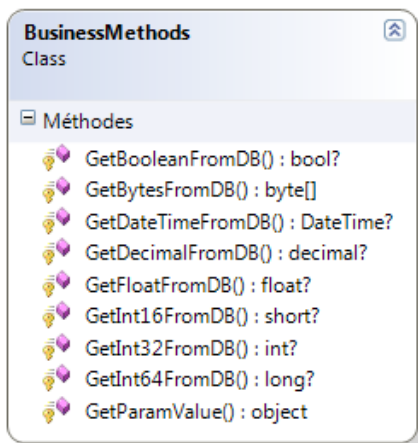 BusinessMethods
Class
Méthodes
GetBooleanFromDB() : bool?
GetBytesFromDB() : byte[]
GetDateTimeFromDB() : DateTime?
GetDecimalFromDB() : decimal?
GetFloatFromDB() : float?
GetInt16FromDB() : short?
GetInt32FromDB() : int?
GetInt64FromDB() : long?
GetParamValue() : object